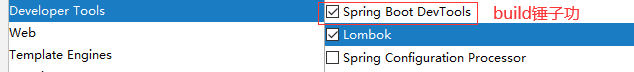 Developer Tools
Spring Boot DevTools
build锤子功
Web
Lombok
Template Engines
Spring Configuration Processor